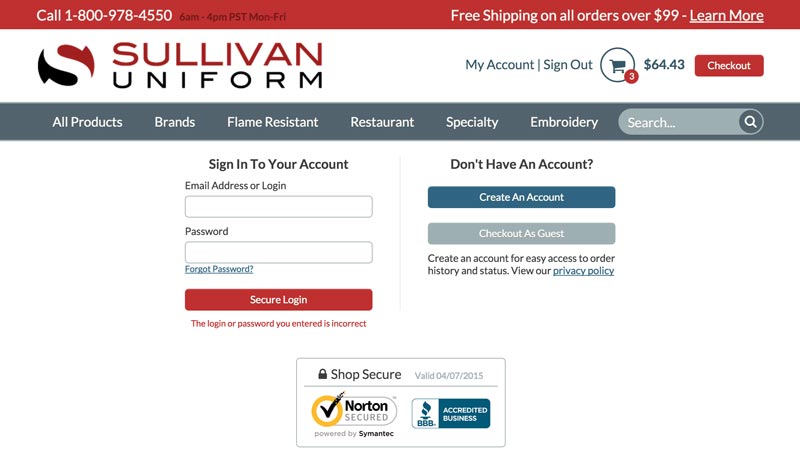 Call 1-800-978-4550 6am - 4pm PST Mon-Fri
Free Shipping on all orders over $99 - Learn More
SULLIVAN
UNIFORM
My Account | Sign Out
3
$64.43
Checkout
All Products
Brands
Flame Resistant
Restaurant
Specialty
Embroidery
Search...
Sign In To Your Account
Email Address or Login
Password
Forgot Password?
Secure Login
The login or password you entered is incorrect
Don't Have An Account?
Create An Account
Checkout As Guest
Create an account for easy access to order
history and status. View our privacy policy
Shop Secure Valid 04/07/2015
Norton
SECURED
powered by Symantec
BBB
ACCREDITED
BUSINESS